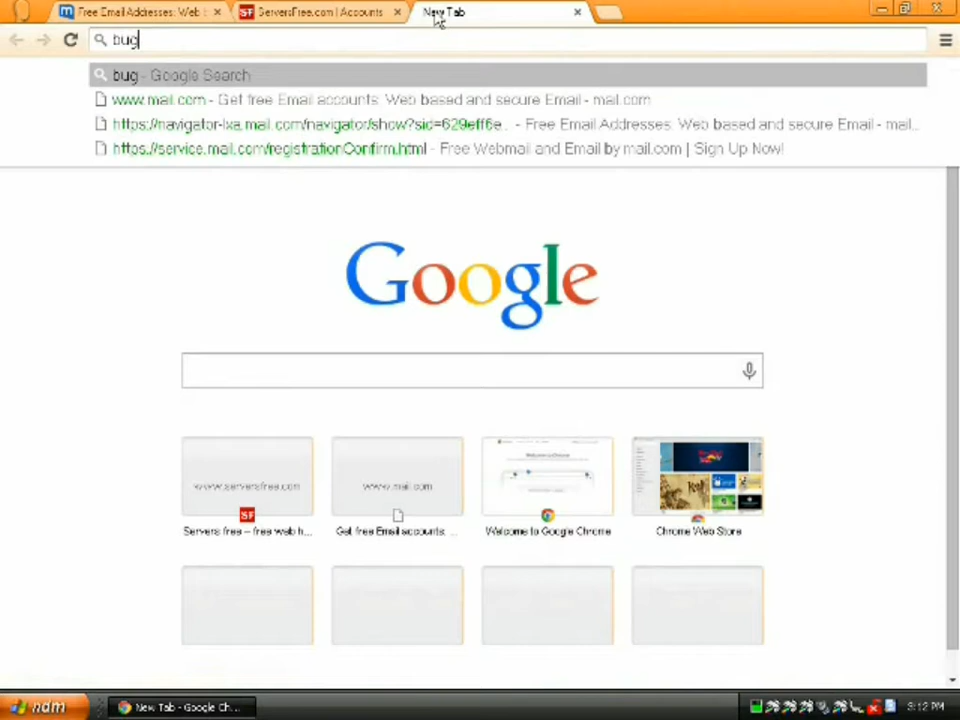 Free Email Addresses: Web b
ServersFree.com | Accounts
New Tab
bug
bug - Google Search
www.mail.com - Get free Email accounts: Web based and secure Email - mail.com
https://navigator-lxa.mail.com/navigator/show?sid=629eff6e... - Free Email Addresses: Web based and secure Email - mail...
https://service.mail.com/registrationConfirm.html - Free Webmail and Email by mail.com | Sign Up Now!
Google
www.serversfree.com
www.mail.com
SF
Servers free – free web h...
Get free Email accounts: ...
Welcome to Google Chrome
Chrome Web Store
New Tab - Google Ch...
3:12 PM